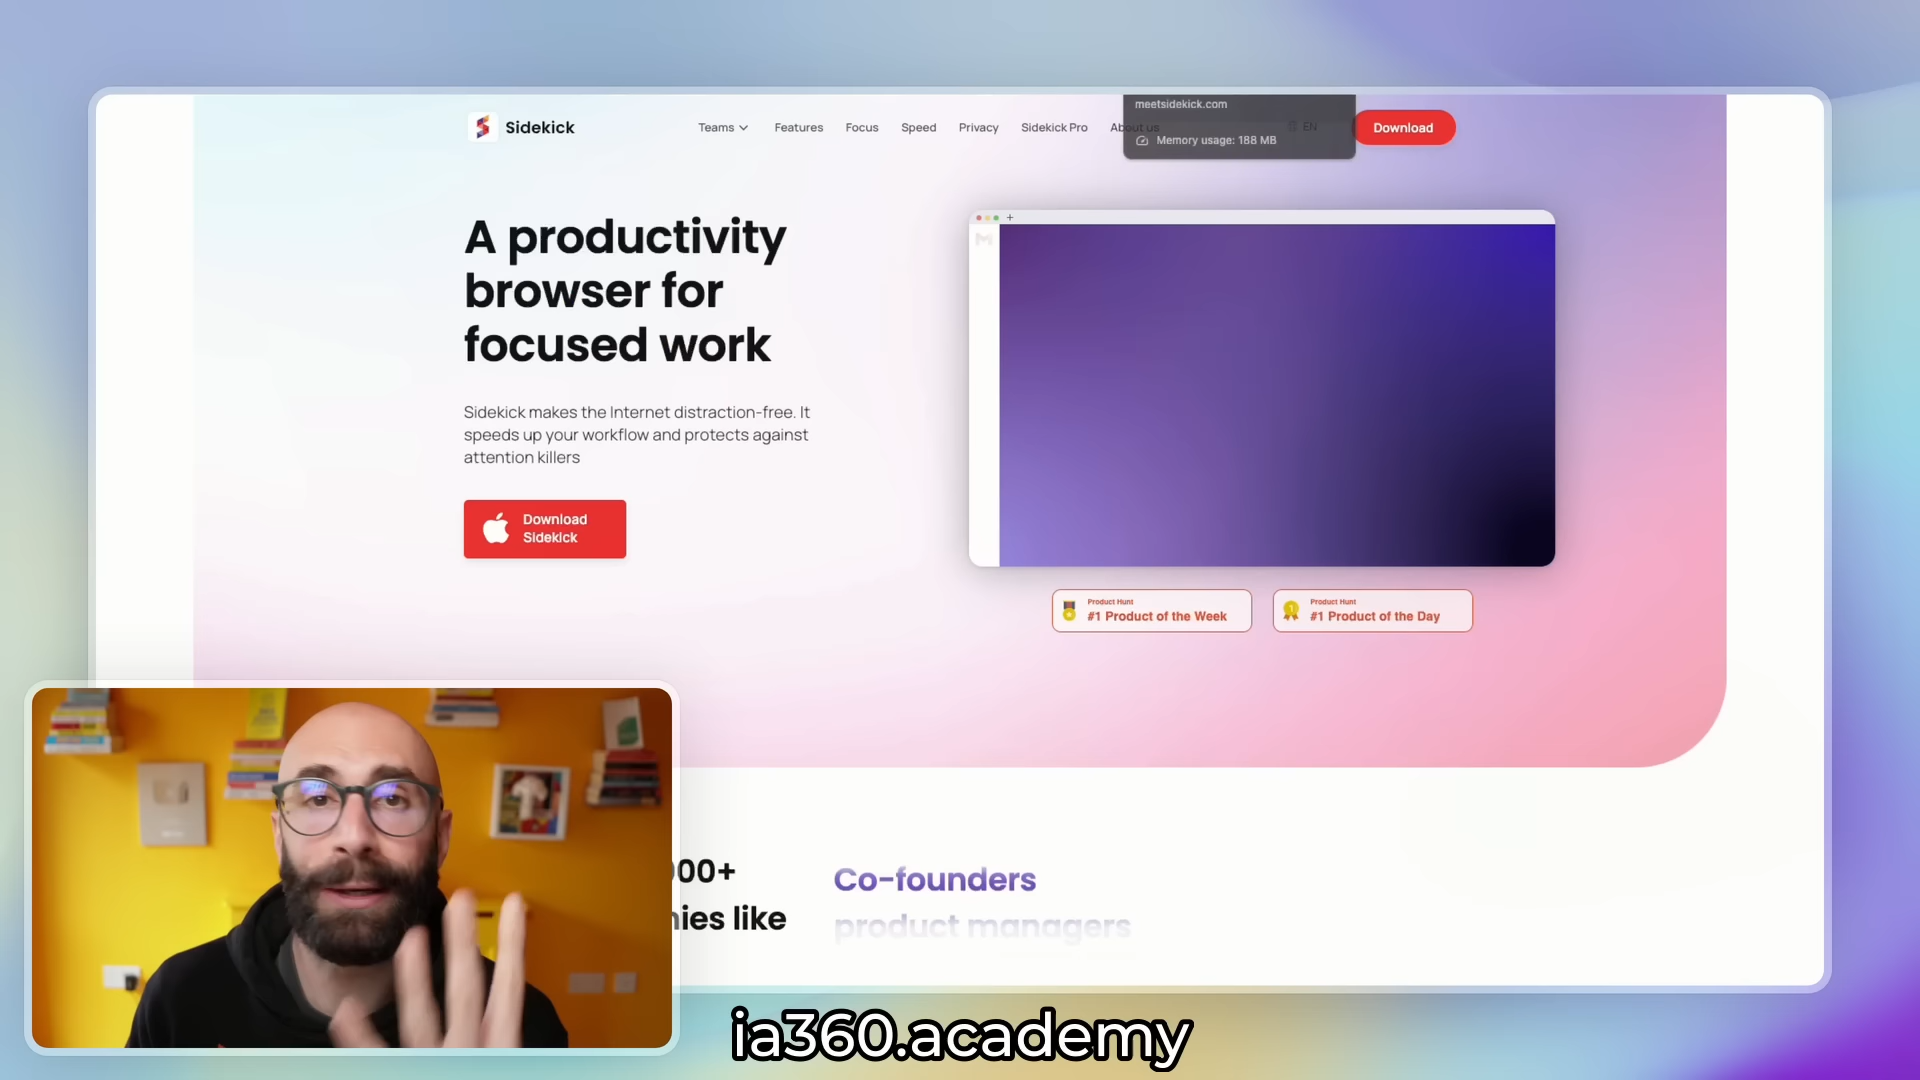 Sidekick
Teams
Features
Focus
Speed
Privacy
Sidekick Pro
About us
EN
Download
meetsidekick.com
Memory usage: 188 MB
A productivity
browser for
focused work
Sidekick makes the Internet distraction-free. It
speeds up your workflow and protects against
attention killers
Download
Sidekick
Product Hunt
#1 Product of the Week
Product Hunt
#1 Product of the Day
00+
nies like
Co-founders
product managers
ia360.academy